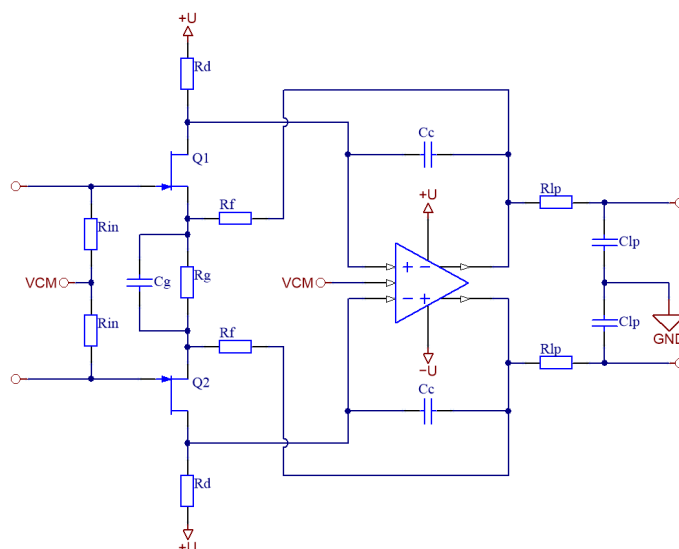 +U
Rd
Cc
Q1
+U
Rlp
Rf
Rin
Clp
VCM
Cg
Rg
VCM
+ −
− +
Clp
GND
Rin
Rf
Rlp
−U
Q2
Cc
Rd
+U